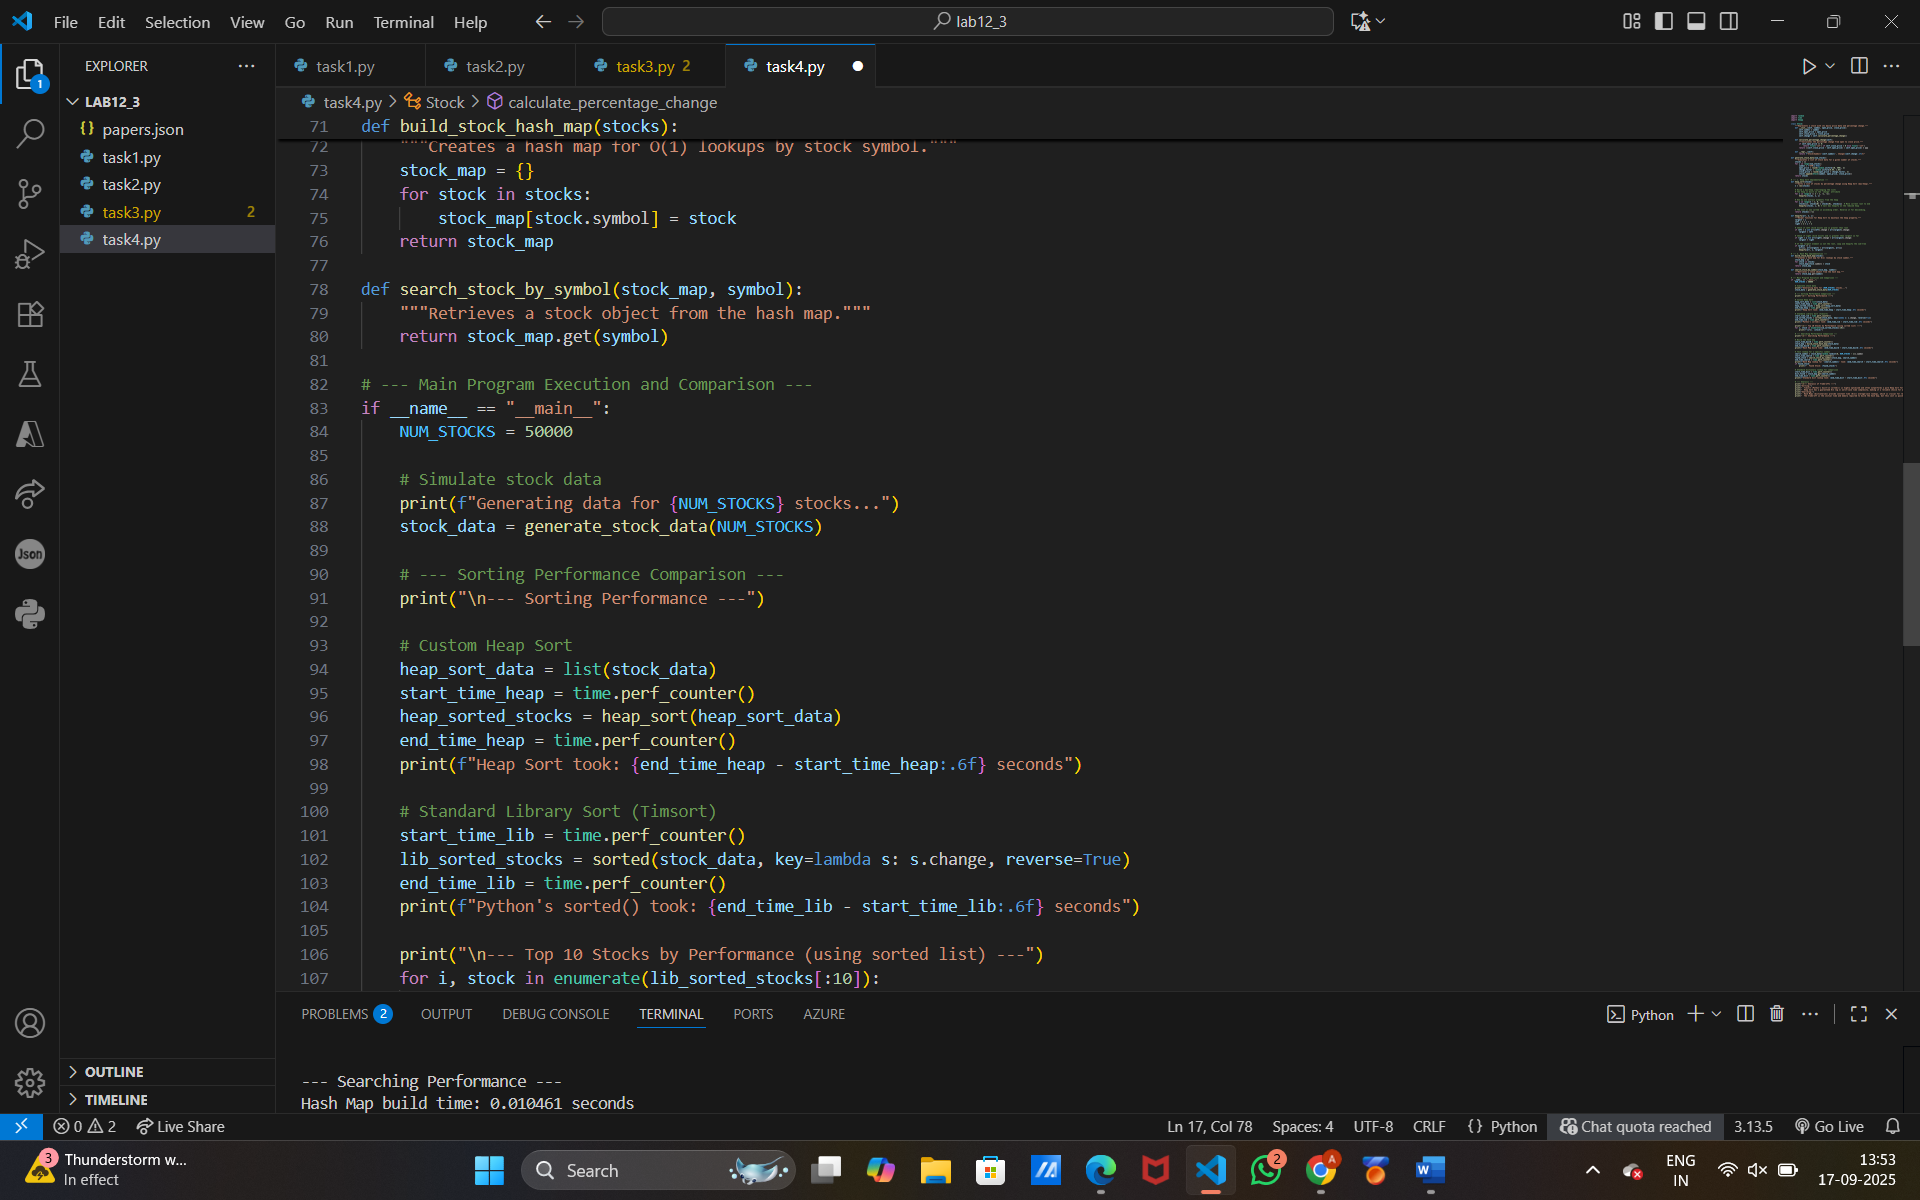 File Edit Selection View Go Run Terminal Help
lab12_3
EXPLORER
task1.py
task2.py
task3.py 2
task4.py
LAB12_3
papers.json
task1.py
task2.py
task3.py 2
task4.py
OUTLINE
TIMELINE
1
Json
task4.py > Stock > calculate_percentage_change
71 def build_stock_hash_map(stocks):
72 """Creates a hash map for O(1) lookups by stock symbol."""
73 stock_map = {}
74 for stock in stocks:
75 stock_map[stock.symbol] = stock
76 return stock_map
77
78 def search_stock_by_symbol(stock_map, symbol):
79 """Retrieves a stock object from the hash map."""
80 return stock_map.get(symbol)
81
82 # --- Main Program Execution and Comparison ---
83 if __name__ == "__main__":
84 NUM_STOCKS = 50000
85
86 # Simulate stock data
87 print(f"Generating data for {NUM_STOCKS} stocks...")
88 stock_data = generate_stock_data(NUM_STOCKS)
89
90 # --- Sorting Performance Comparison ---
91 print("\n--- Sorting Performance ---")
92
93 # Custom Heap Sort
94 heap_sort_data = list(stock_data)
95 start_time_heap = time.perf_counter()
96 heap_sorted_stocks = heap_sort(heap_sort_data)
97 end_time_heap = time.perf_counter()
98 print(f"Heap Sort took: {end_time_heap - start_time_heap:.6f} seconds")
99
100 # Standard Library Sort (Timsort)
101 start_time_lib = time.perf_counter()
102 lib_sorted_stocks = sorted(stock_data, key=lambda s: s.change, reverse=True)
103 end_time_lib = time.perf_counter()
104 print(f"Python's sorted() took: {end_time_lib - start_time_lib:.6f} seconds")
105
106 print("\n--- Top 10 Stocks by Performance (using sorted list) ---")
107 for i, stock in enumerate(lib_sorted_stocks[:10]):
PROBLEMS 2 OUTPUT DEBUG CONSOLE TERMINAL PORTS AZURE
Python
--- Searching Performance ---
Hash Map build time: 0.010461 seconds
0 2 Live Share
Ln 17, Col 78 Spaces: 4 UTF-8 CRLF {} Python Chat quota reached 3.13.5 Go Live
3
Thunderstorm w...
In effect
Search
2
A
ENG
IN
13:53
17-09-2025